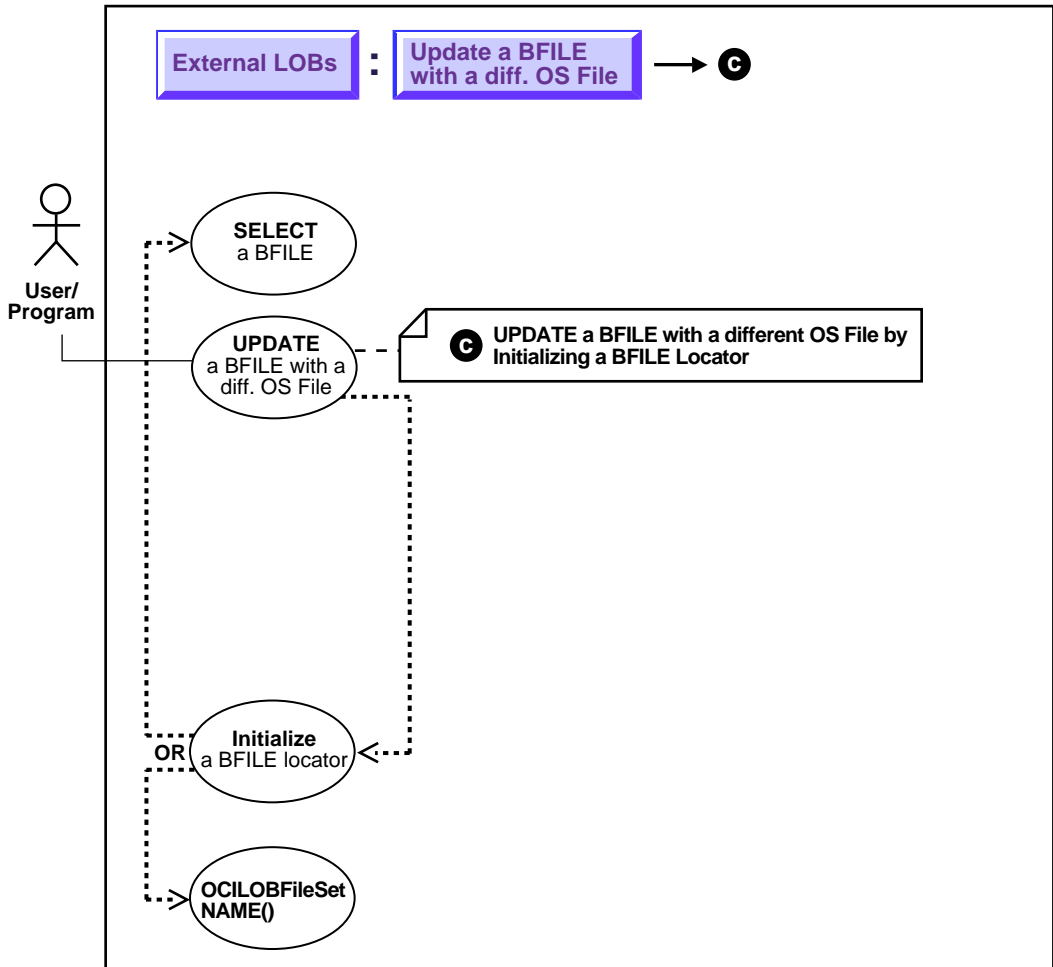 External LOBs
:
Update a BFILE
with a diff. OS File
C
SELECT
a BFILE
User/
Program
UPDATE
a BFILE with a
diff. OS File
C
UPDATE a BFILE with a different OS File by
Initializing a BFILE Locator
OR
Initialize
a BFILE locator
OCILOBFileSet
NAME()